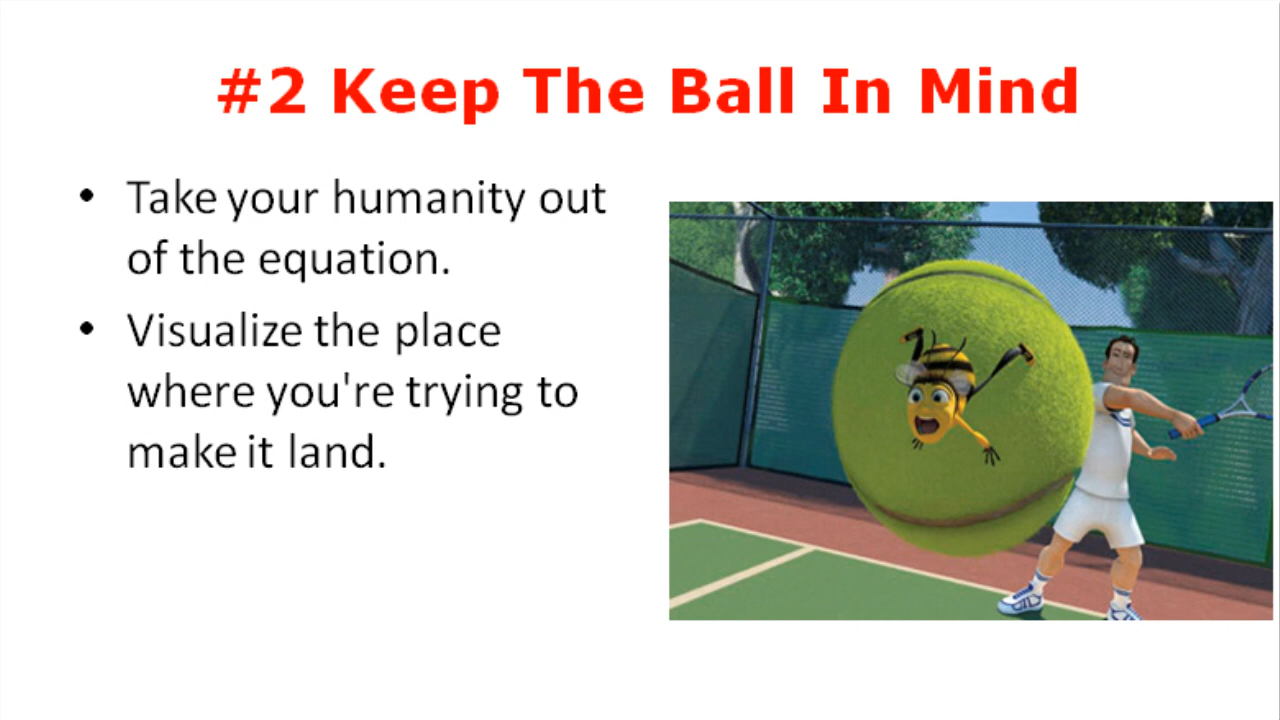 #2 Keep The Ball In Mind
• Take your humanity out
of the equation.
• Visualize the place
where you're trying to
make it land.